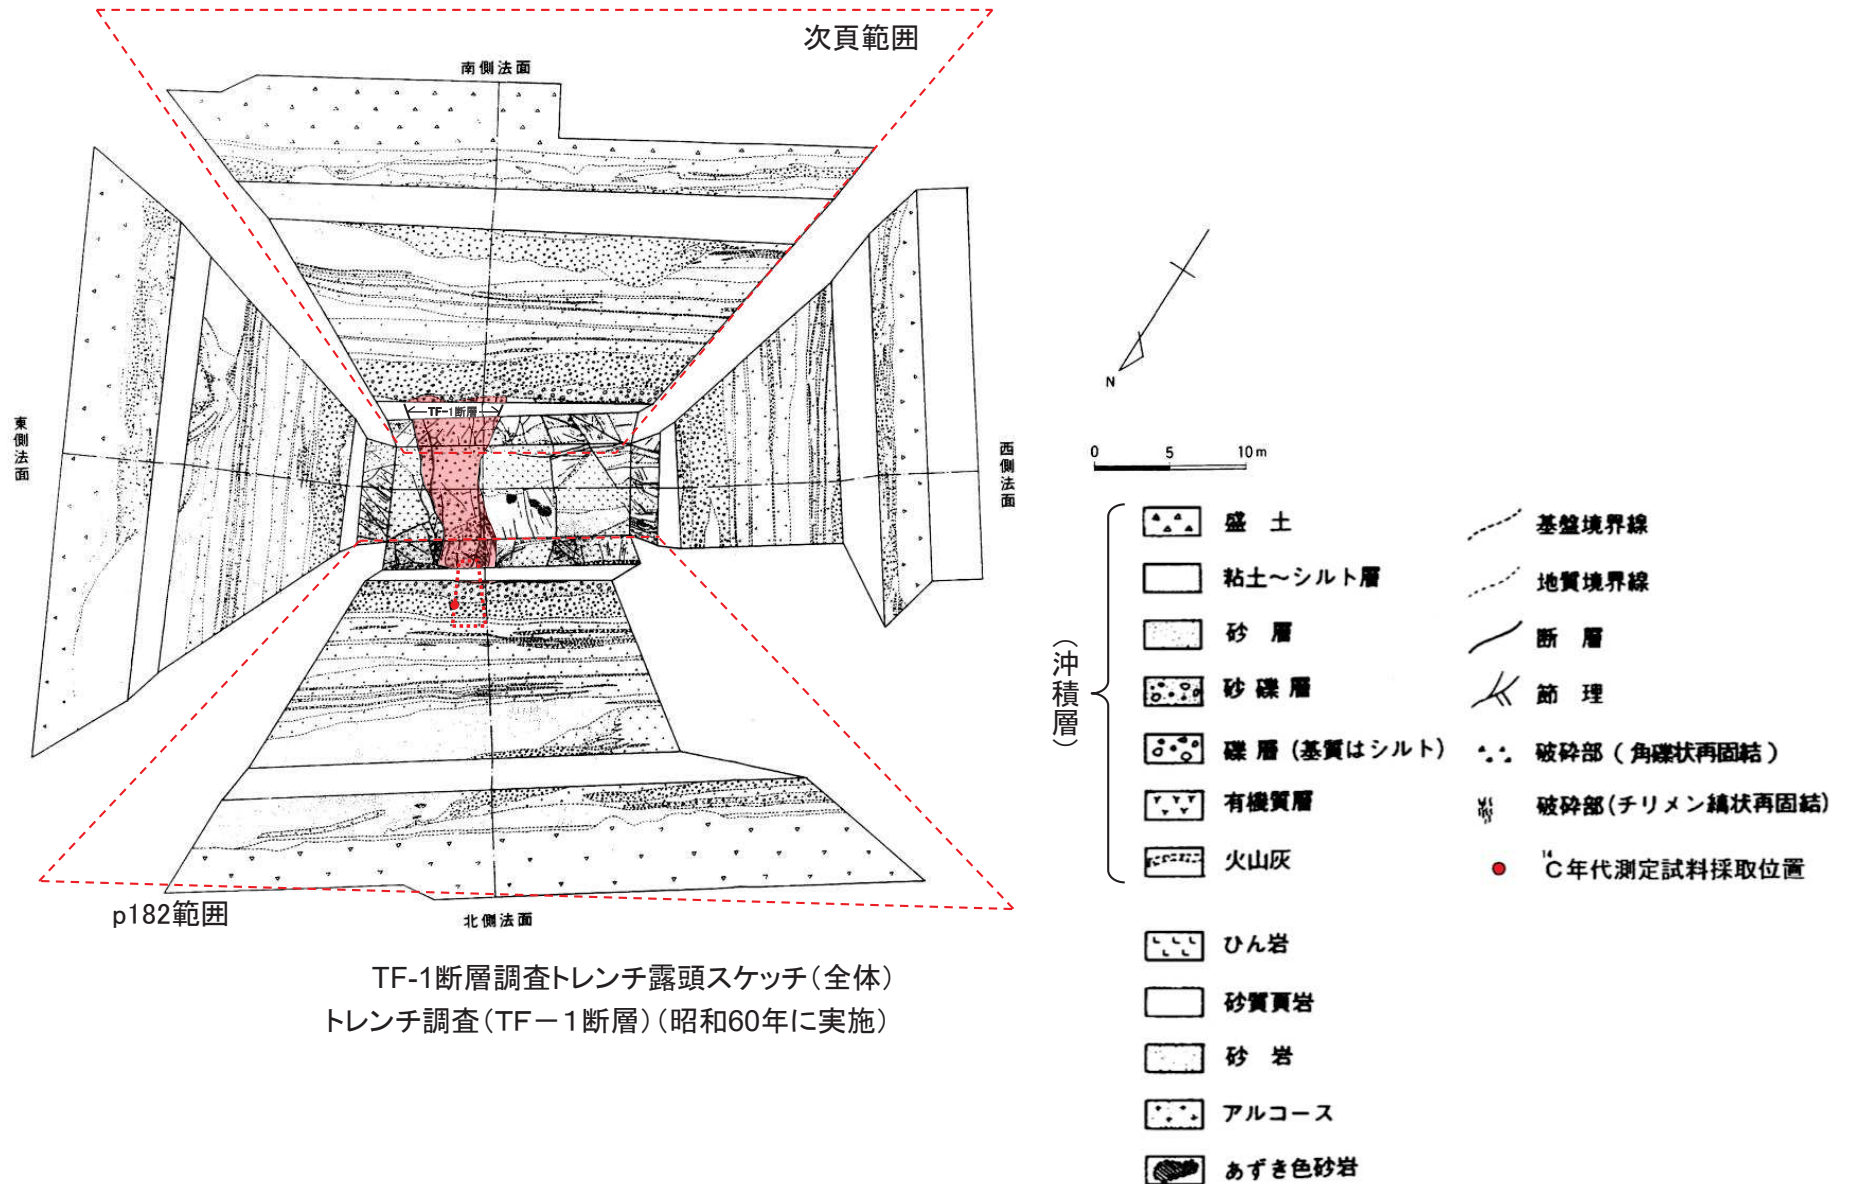 次頁範囲
南側法面
TF-1断層
東側法面
西側法面
N
0 5 10m
p182範囲
北側法面
TF-1断層調査トレンチ露頭スケッチ(全体)
トレンチ調査(TF-1断層)(昭和60年に実施)
(沖積層)
盛 土
粘土~シルト層
砂 層
砂礫層
礫層(基質はシルト)
有機質層
火山灰
ひん岩
砂質頁岩
砂 岩
アルコース
あずき色砂岩
基盤境界線
地質境界線
断 層
節 理
破砕部(角礫状再固結)
破砕部(チリメン縞状再固結)
14C年代測定試料採取位置